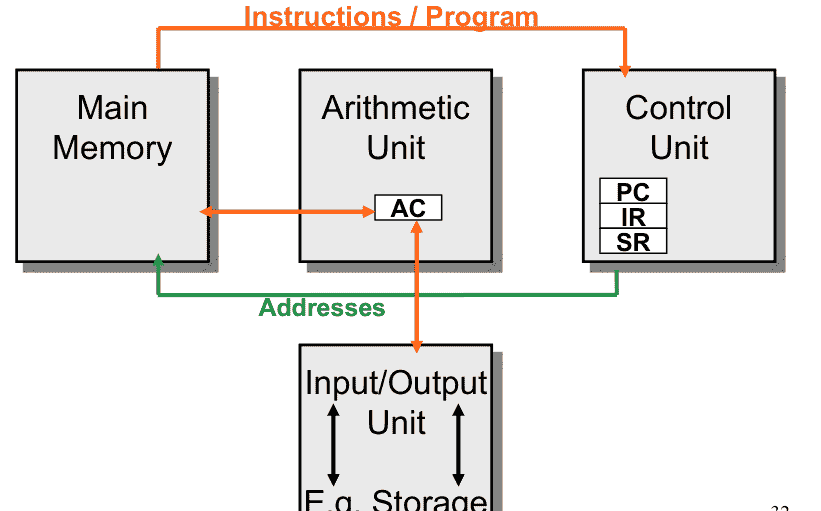 Instructions / Program
Main
Memory
Arithmetic
Unit
AC
Control
Unit
PC
IR
SR
Addresses
Input/Output
Unit
E.g. Storage